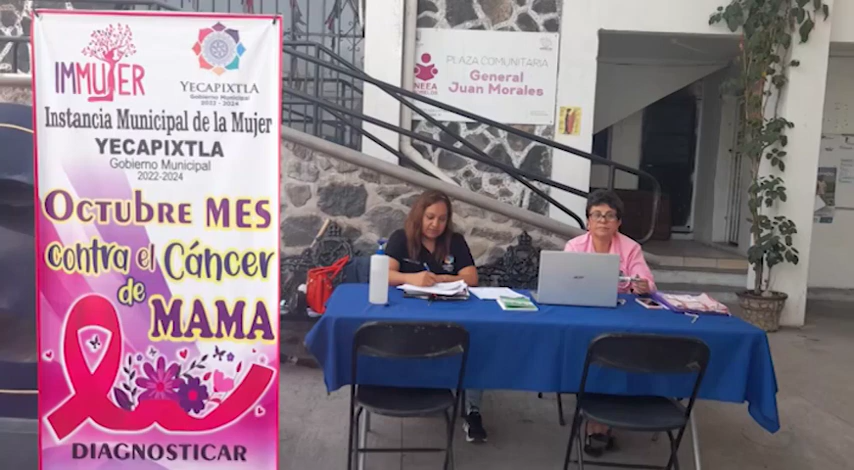 IMMUJER
YECAPIXTLA
Gobierno Municipal
2022 - 2024
Instancia Municipal de la Mujer
YECAPIXTLA
Gobierno Municipal
2022-2024
OCTUBRE MES
contra el Cáncer
de MAMA
DIAGNOSTICAR
PLAZA COMUNITARIA
General
Juan Morales
acer